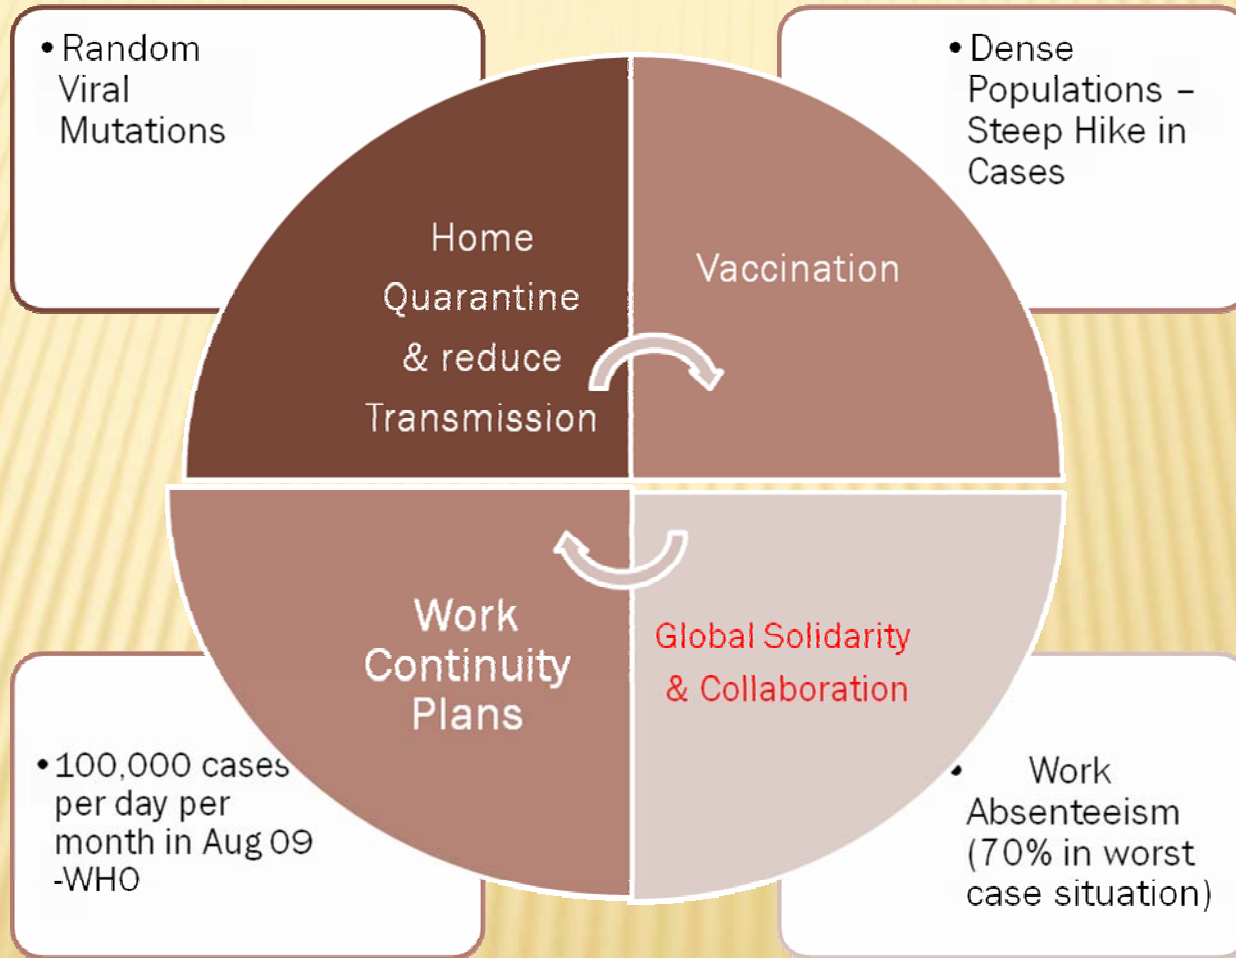 • Random
Viral
Mutations
• Dense
Populations –
Steep Hike in
Cases
Home
Quarantine
& reduce
Transmission
Vaccination
Work
Continuity
Plans
Global Solidarity
& Collaboration
• 100,000 cases
per day per
month in Aug 09
-WHO
• Work
Absenteeism
(70% in worst
case situation)